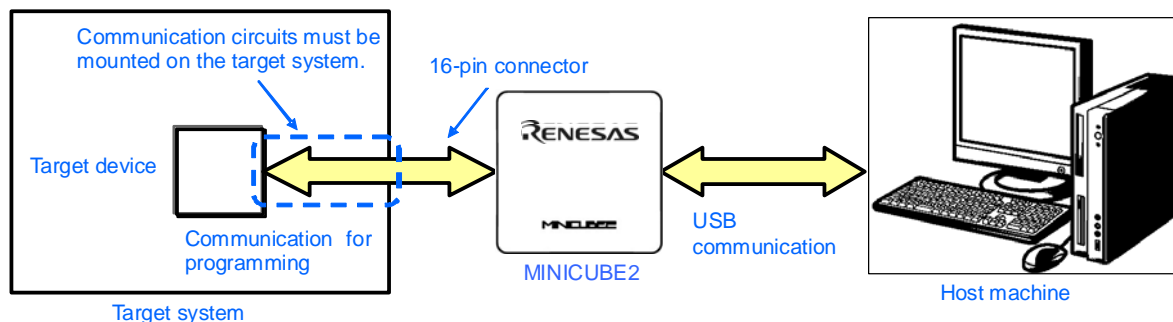 Communication circuits must be
mounted on the target system.
16-pin connector
RENESAS
Target device
MINICUBE2
Communication for
programming
USB
communication
MINICUBE2
Host machine
Target system